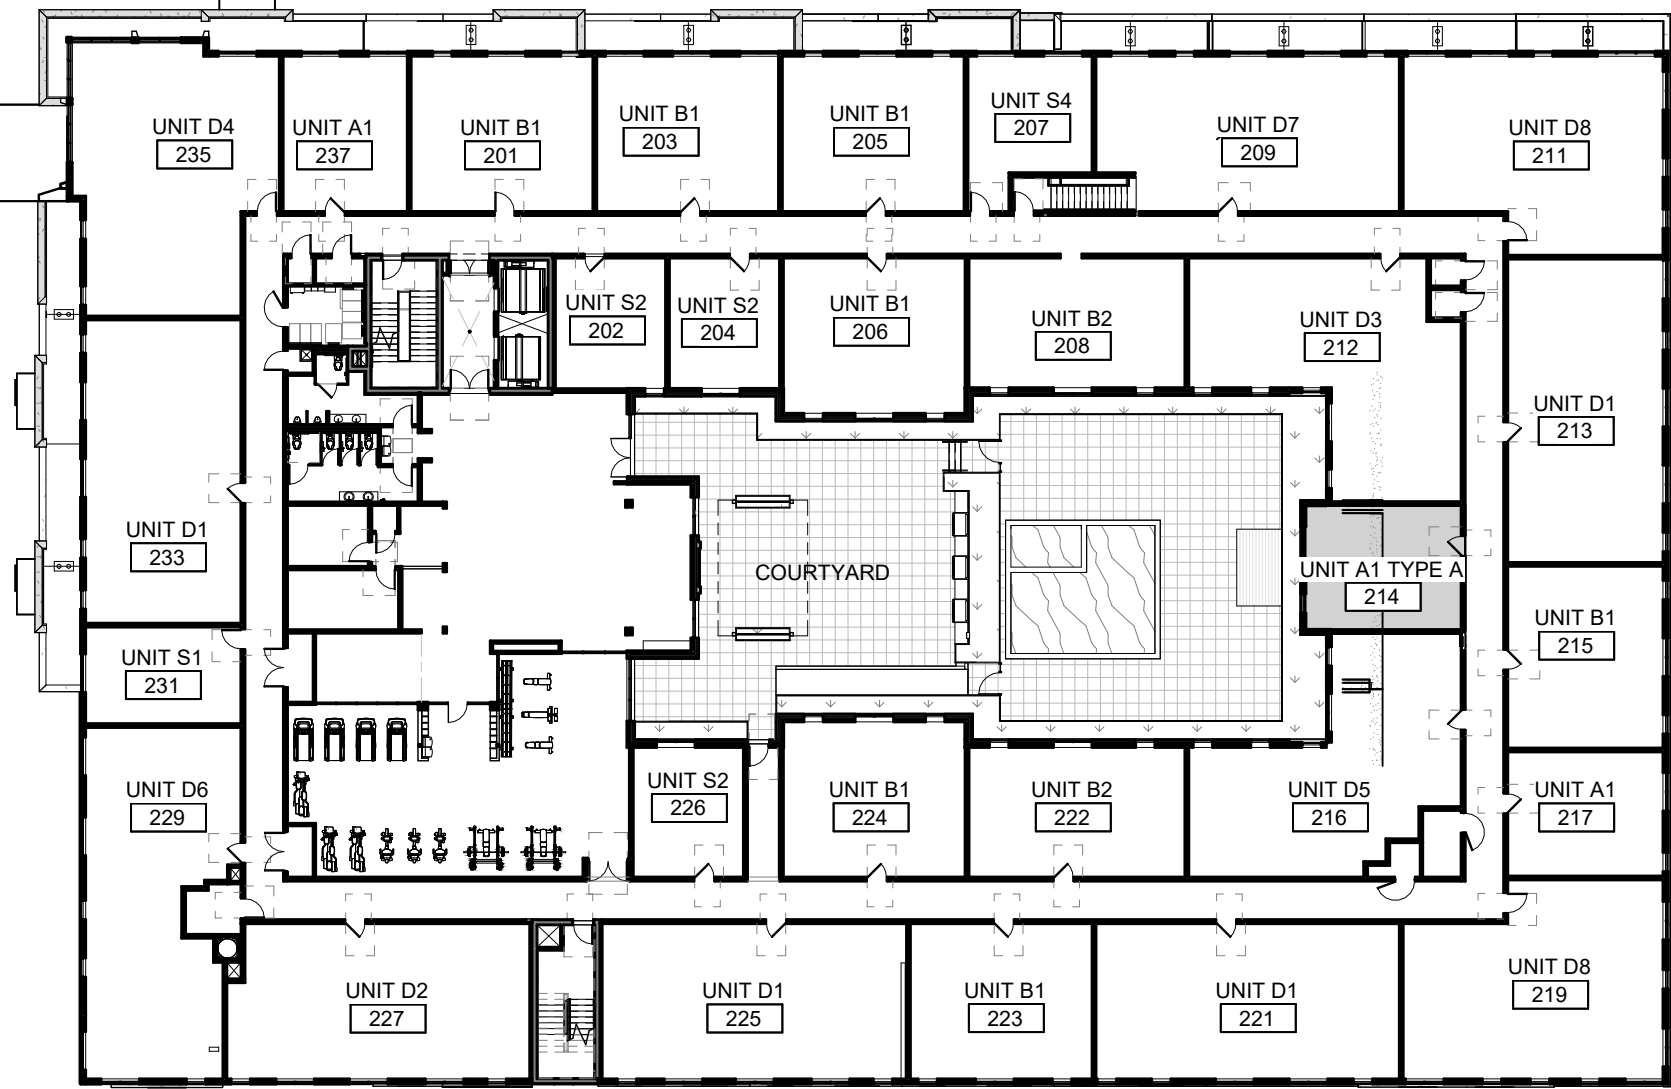 UNIT D4
235
UNIT A1
237
UNIT B1
201
UNIT B1
203
UNIT B1
205
UNIT S4
207
UNIT D7
209
UNIT D8
211
UNIT S2
202
UNIT S2
204
UNIT B1
206
UNIT B2
208
UNIT D3
212
UNIT D1
213
UNIT D1
233
COURTYARD
UNIT A1 TYPE A
214
UNIT B1
215
UNIT S1
231
UNIT D6
229
UNIT S2
226
UNIT B1
224
UNIT B2
222
UNIT D5
216
UNIT A1
217
UNIT D2
227
UNIT D1
225
UNIT B1
223
UNIT D1
221
UNIT D8
219